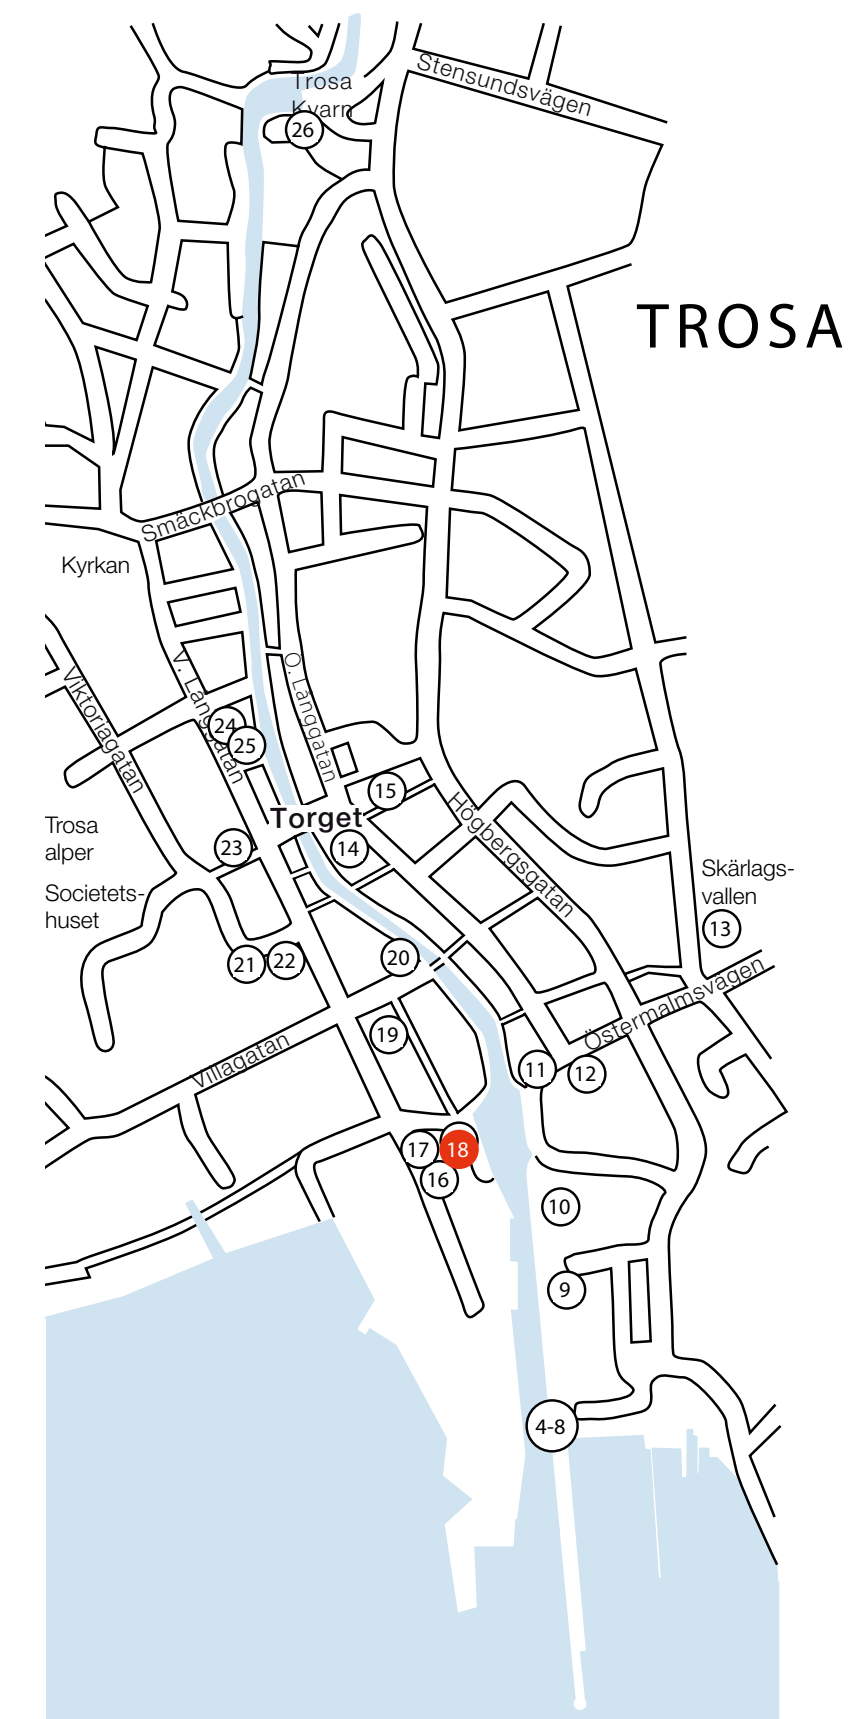 Stensundsvägen
Trosa
Kvarn
26
TROSA
Smäckbrogatan
Kyrkan
V. Långgatan
Ö. Långgatan
Viktoriagatan
24
25
15
Torget
Högbergsgatan
Trosa
alper
23
14
Societets-
huset
Skärlags-
vallen
13
21
22
20
Östermalmsvägen
19
Villagatan
11
12
17
18
16
10
9
4-8